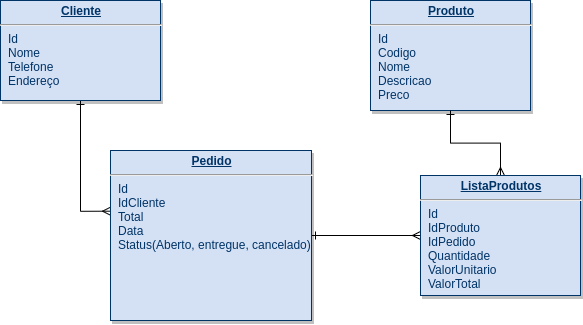 Cliente
Id
Nome
Telefone
Endereço
Produto
Id
Codigo
Nome
Descricao
Preco
Pedido
Id
IdCliente
Total
Data
Status(Aberto, entregue, cancelado)
ListaProdutos
Id
IdProduto
IdPedido
Quantidade
ValorUnitario
ValorTotal